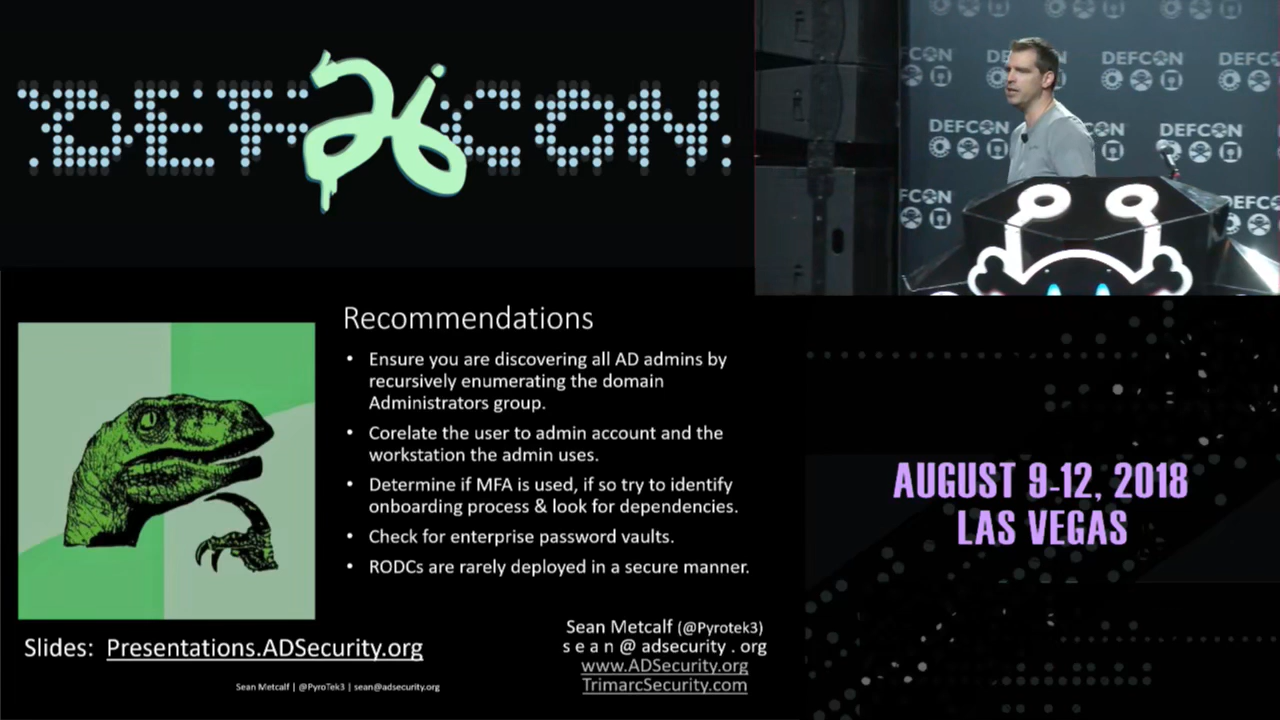 DEFCON
26
DEFCON
DEFCON
DEFCON
DEFCON
DEFCON
DEFCON
Recommendations
• Ensure you are discovering all AD admins by
recursively enumerating the domain
Administrators group.
• Corelate the user to admin account and the
workstation the admin uses.
• Determine if MFA is used, if so try to identify
onboarding process & look for dependencies.
• Check for enterprise password vaults.
• RODCs are rarely deployed in a secure manner.
AUGUST 9-12, 2018
LAS VEGAS
Slides: Presentations.ADSecurity.org
Sean Metcalf (@Pyrotek3)
s e a n @ adsecurity . org
www.ADSecurity.org
TrimarcSecurity.com
Sean Metcalf | @PyroTek3 | sean@adsecurity.org